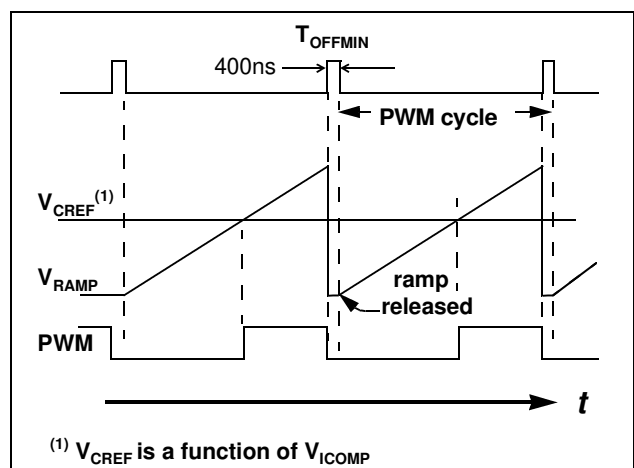 T_OFFMIN
400ns
PWM cycle
V_CREF^(1)
V_RAMP
ramp
released
PWM
t
(1) V_CREF is a function of V_ICOMP